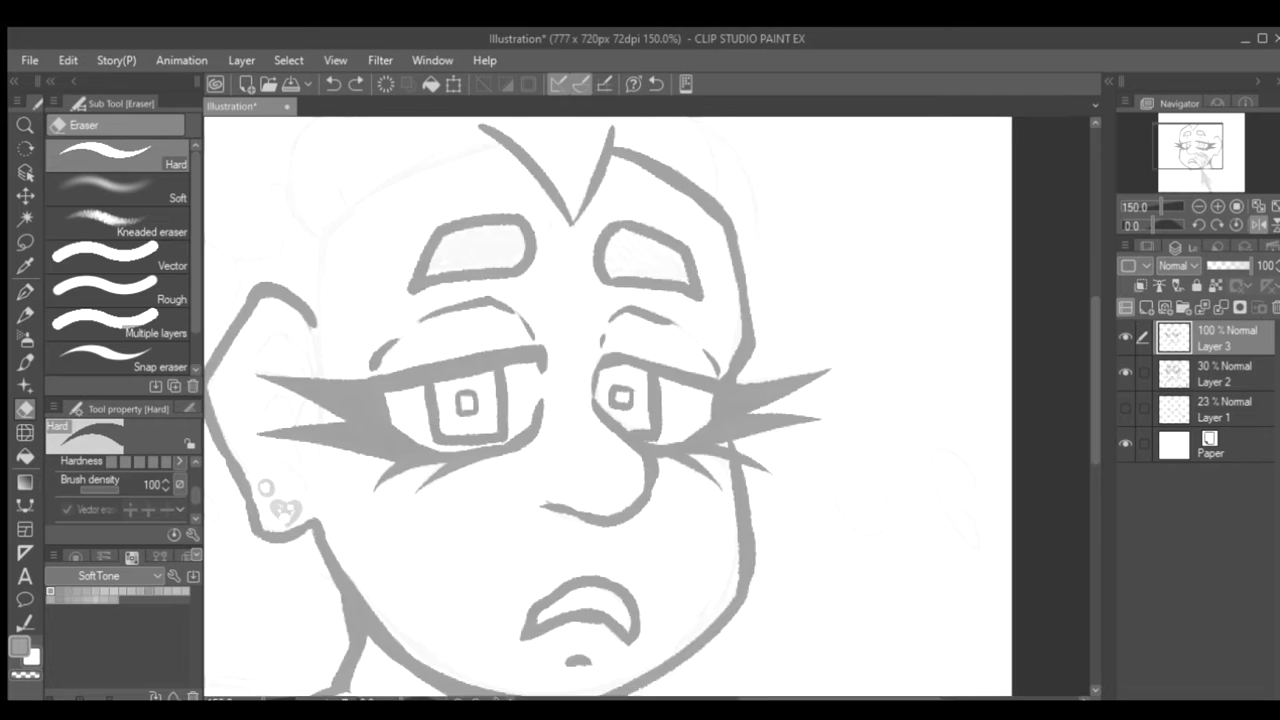 Illustration* (777 x 720px 72dpi 150.0%) - CLIP STUDIO PAINT EX
File Edit Story(P) Animation Layer Select View Filter Window Help
Sub Tool [Eraser]
Illustration*
Navigator
Eraser
Hard
Soft
Kneaded eraser
Vector
Rough
Multiple layers
Snap eraser
Tool property [Hard]
Hard
Hardness
Brush density 100
Vector eras
SoftTone
150.0
0.0
Normal 100
100 % Normal
Layer 3
30 % Normal
Layer 2
23 % Normal
Layer 1
Paper